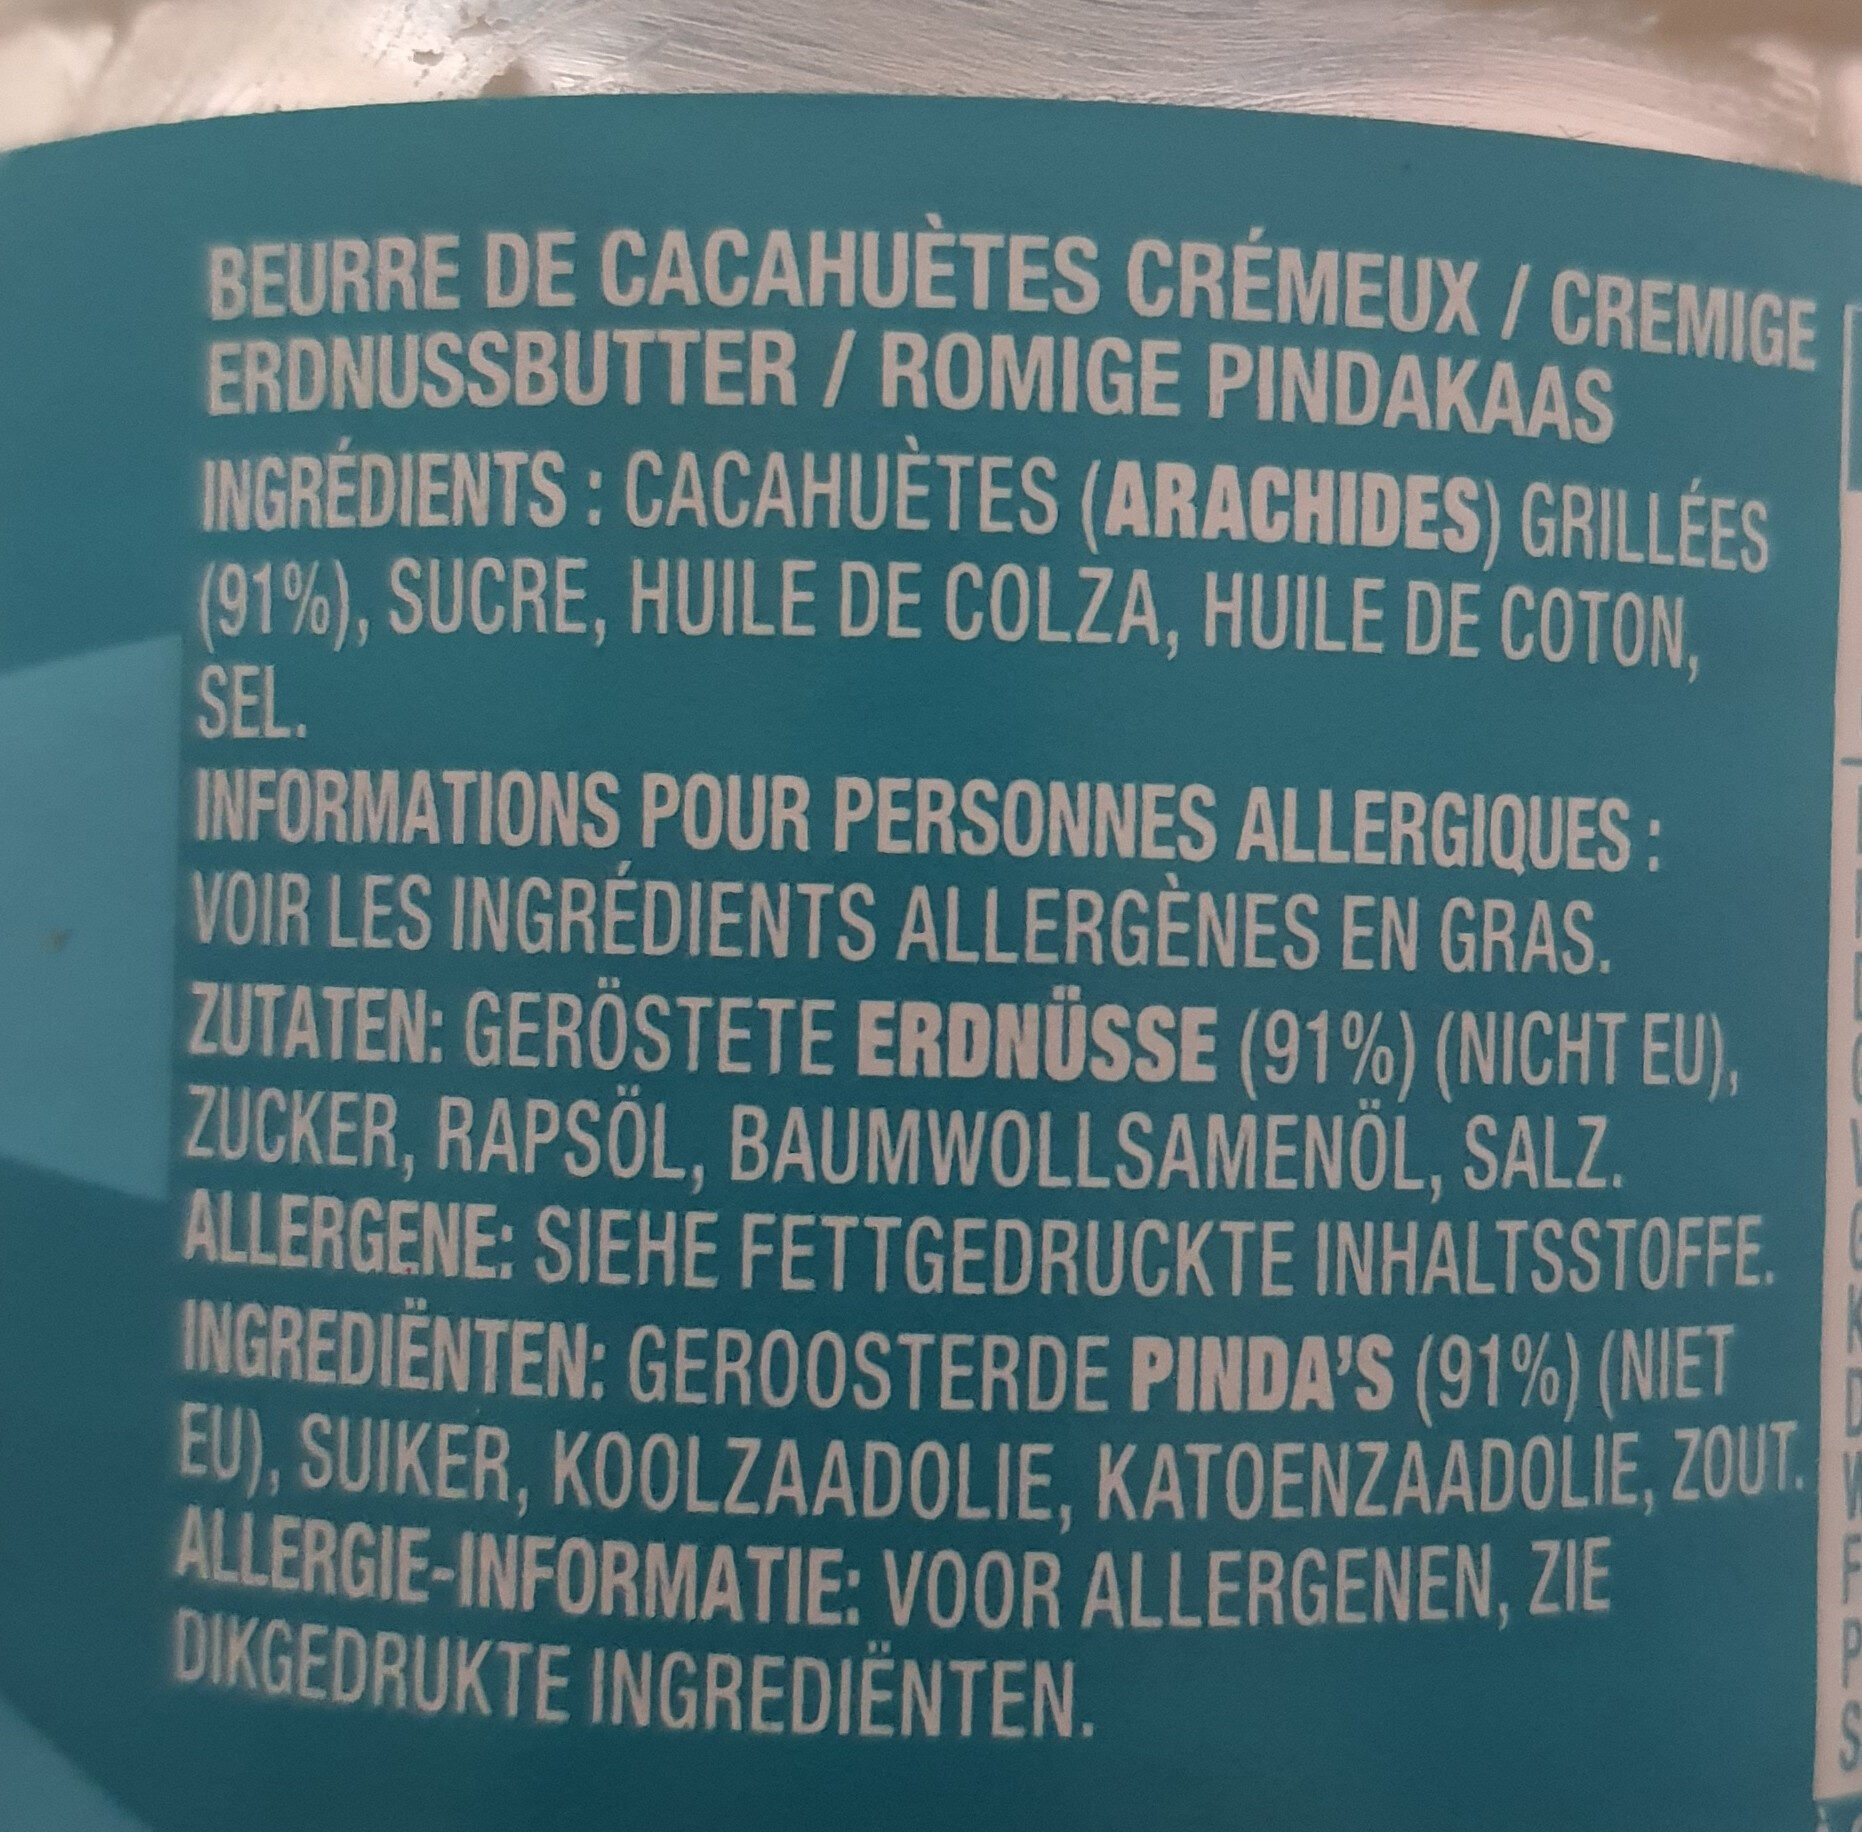 BEURRE DE CACAHUÈTES CRÉMEUX / CREMIGE
ERDNUSSBUTTER / ROMIGE PINDAKAAS
INGRÉDIENTS : CACAHUÈTES (ARACHIDES) GRILLÉES
(91%), SUCRE, HUILE DE COLZA, HUILE DE COTON,
SEL.
INFORMATIONS POUR PERSONNES ALLERGIQUES :
VOIR LES INGRÉDIENTS ALLERGÈNES EN GRAS.
ZUTATEN: GERÖSTETE ERDNÜSSE (91%) (NICHT EU),
ZUCKER, RAPSÖL, BAUMWOLLSAMENÖL, SALZ.
ALLERGENE: SIEHE FETTGEDRUCKTE INHALTSSTOFFE.
INGREDIËNTEN: GEROOSTERDE PINDA'S (91%) (NIET
EU), SUIKER, KOOLZAADOLIE, KATOENZAADOLIE, ZOUT.
ALLERGIE-INFORMATIE: VOOR ALLERGENEN, ZIE
DIKGEDRUKTE INGREDIËNTEN.